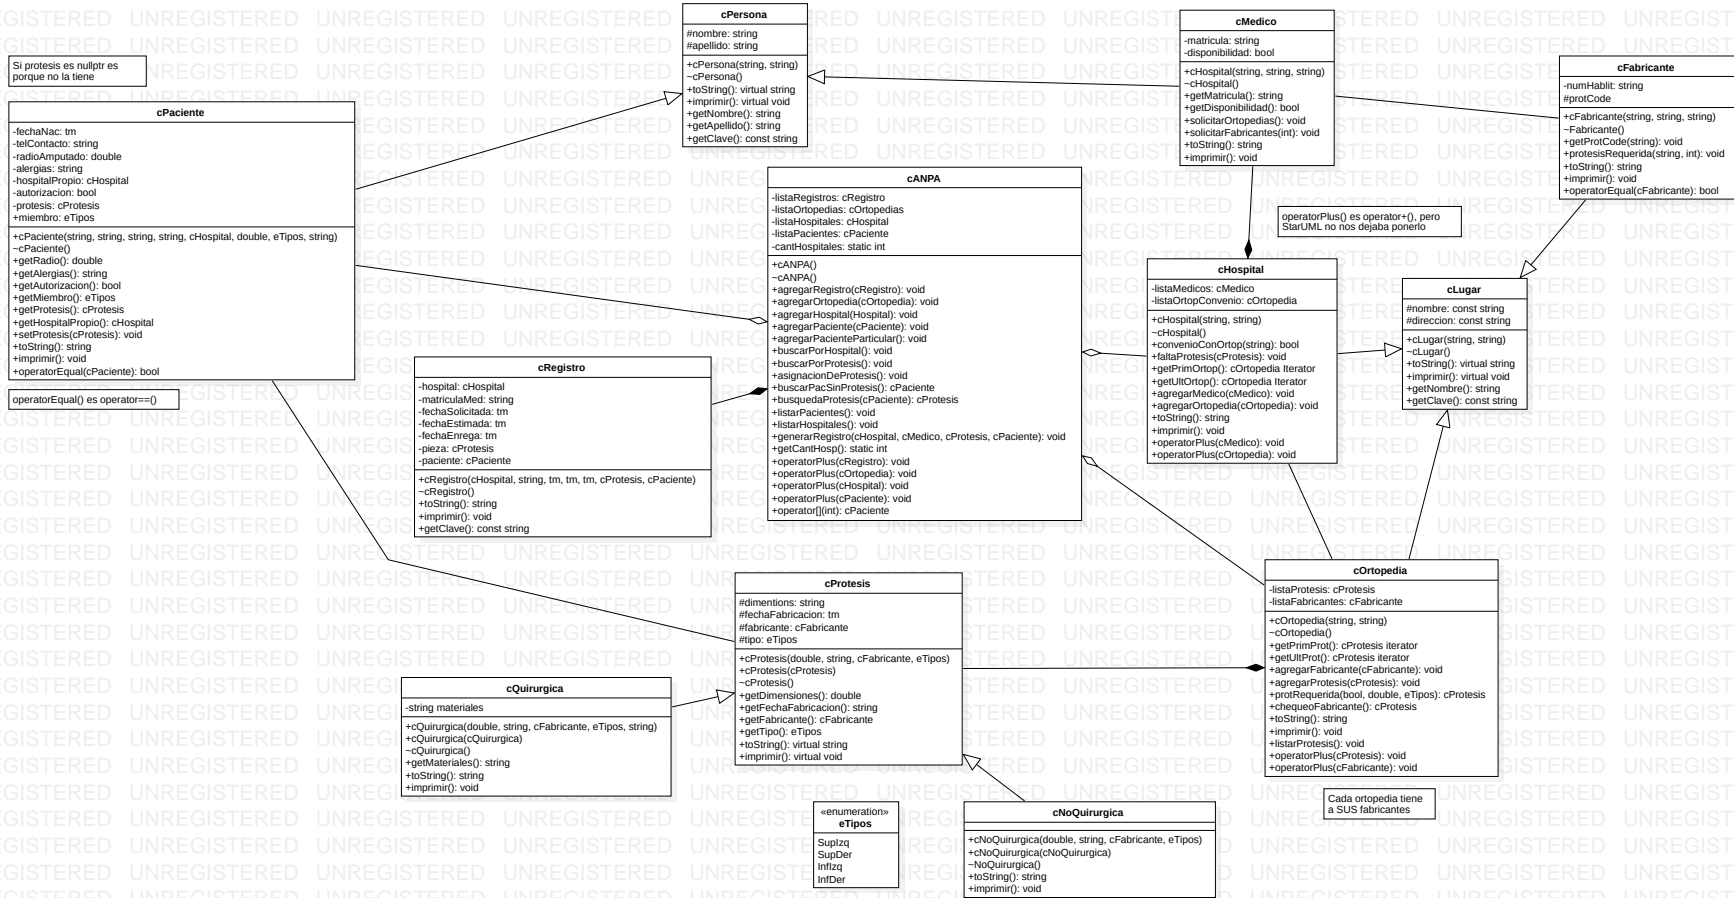 cPersona
#nombre: string
#apellido: string
+cPersona(string, string)
~cPersona()
+toString(): virtual string
+imprimir(): virtual void
+getNombre(): string
+getApellido(): string
+getClave(): const string
cMedico
-matricula: string
-disponibilidad: bool
+cHospital(string, string, string)
~cHospital()
+getMatricula(): string
+getDisponibilidad(): bool
+solicitarOrtopedias(): void
+solicitarFabricantes(int): void
+toString(): string
+imprimir(): void
cFabricante
-numHablit: string
#protCode
+cFabricante(string, string, string)
~Fabricante()
+getProtCode(string): void
+protesisRequerida(string, int): void
+toString(): string
+imprimir(): void
+operatorEqual(cFabricante): bool
Si protesis es nullptr es
porque no la tiene
cPaciente
-fechaNac: tm
-telContacto: string
-radioAmputado: double
-alergias: string
-hospitalPropio: cHospital
-autorizacion: bool
-protesis: cProtesis
+miembro: eTipos
+cPaciente(string, string, string, string, cHospital, double, eTipos, string)
~cPaciente()
+getRadio(): double
+getAlergias(): string
+getAutorizacion(): bool
+getMiembro(): eTipos
+getProtesis(): cProtesis
+getHospitalPropio(): cHospital
+setProtesis(cProtesis): void
+toString(): string
+imprimir(): void
+operatorEqual(cPaciente): bool
operatorEqual() es operator==()
cANPA
-listaRegistros: cRegistro
-listaOrtopedias: cOrtopedias
-listaHospitales: cHospital
-listaPacientes: cPaciente
-cantHospitales: static int
+cANPA()
~cANPA()
+agregarRegistro(cRegistro): void
+agregarOrtopedia(cOrtopedia): void
+agregarHospital(Hospital): void
+agregarPaciente(cPaciente): void
+agregarPacienteParticular(): void
+buscarPorHospital(): void
+buscarPorProtesis(): void
+asignacionDeProtesis(): void
+buscarPacSinProtesis(): cPaciente
+busquedaProtesis(cPaciente): cProtesis
+listarPacientes(): void
+listarHospitales(): void
+generarRegistro(cHospital, cMedico, cProtesis, cPaciente): void
+getCantHosp(): static int
+operatorPlus(cRegistro): void
+operatorPlus(cOrtopedia): void
+operatorPlus(cHospital): void
+operatorPlus(cPaciente): void
+operator[](int): cPaciente
operatorPlus() es operator+(), pero
StarUML no nos dejaba ponerlo
cHospital
-listaMedicos: cMedico
-listaOrtopConvenio: cOrtopedia
+cHospital(string, string)
~cHospital()
+convenioConOrtop(string): bool
+faltaProtesis(cProtesis): void
+getPrimOrtop(): cOrtopedia Iterator
+getUltOrtop(): cOrtopedia Iterator
+agregarMedico(cMedico): void
+agregarOrtopedia(cOrtopedia): void
+toString(): string
+imprimir(): void
+operatorPlus(cMedico): void
+operatorPlus(cOrtopedia): void
cLugar
#nombre: const string
#direccion: const string
+cLugar(string, string)
~cLugar()
+toString(): virtual string
+imprimir(): virtual void
+getNombre(): string
+getClave(): const string
cRegistro
-hospital: cHospital
-matriculaMed: string
-fechaSolicitada: tm
-fechaEstimada: tm
-fechaEnrega: tm
-pieza: cProtesis
-paciente: cPaciente
+cRegistro(cHospital, string, tm, tm, tm, cProtesis, cPaciente)
~cRegistro()
+toString(): string
+imprimir(): void
+getClave(): const string
cProtesis
#dimentions: string
#fechaFabricacion: tm
#fabricante: cFabricante
#tipo: eTipos
+cProtesis(double, string, cFabricante, eTipos)
+cProtesis(cProtesis)
~cProtesis()
+getDimensiones(): double
+getFechaFabricacion(): string
+getFabricante(): cFabricante
+getTipo(): eTipos
+toString(): virtual string
+imprimir(): virtual void
cOrtopedia
-listaProtesis: cProtesis
-listaFabricantes: cFabricante
+cOrtopedia(string, string)
~cOrtopedia()
+getPrimProt(): cProtesis iterator
+getUltProt(): cProtesis iterator
+agregarFabricante(cFabricante): void
+agregarProtesis(cProtesis): void
+protRequerida(bool, double, eTipos): cProtesis
+chequeoFabricante(): cProtesis
+toString(): string
+imprimir(): void
+listarProtesis(): void
+operatorPlus(cProtesis): void
+operatorPlus(cFabricante): void
cQuirurgica
-string materiales
+cQuirurgica(double, string, cFabricante, eTipos, string)
+cQuirurgica(cQuirurgica)
~cQuirurgica()
+getMateriales(): string
+toString(): string
+imprimir(): void
«enumeration»
eTipos
SupIzq
SupDer
InfIzq
InfDer
cNoQuirurgica
+cNoQuirurgica(double, string, cFabricante, eTipos)
+cNoQuirurgica(cNoQuirurgica)
~NoQuirurgica()
+toString(): string
+imprimir(): void
Cada ortopedia tiene
a SUS fabricantes
UNREGISTERED